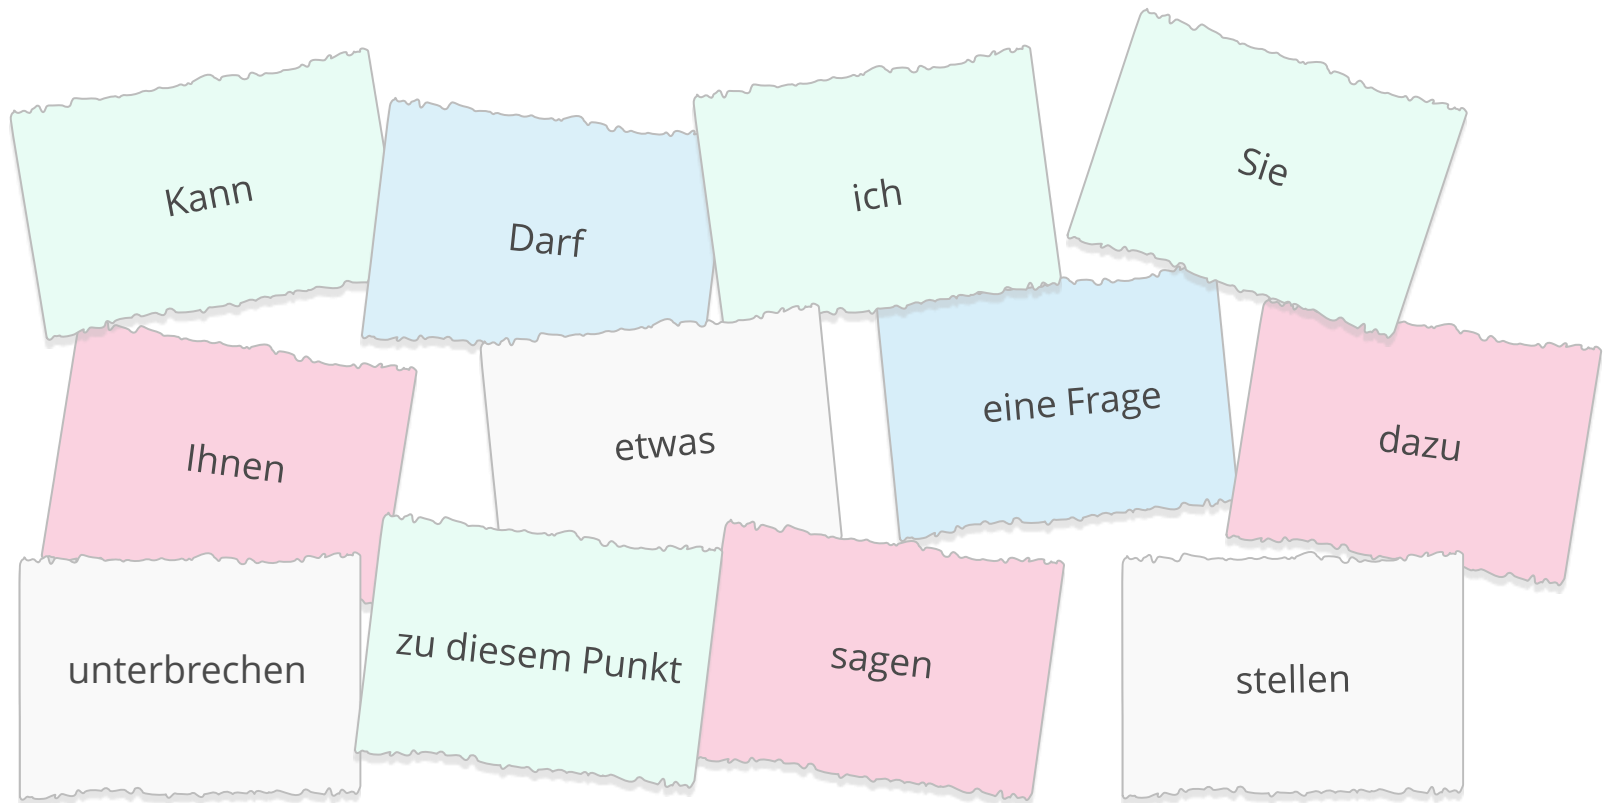 Kann
Darf
ich
Sie
Ihnen
etwas
eine Frage
dazu
unterbrechen
zu diesem Punkt
sagen
stellen